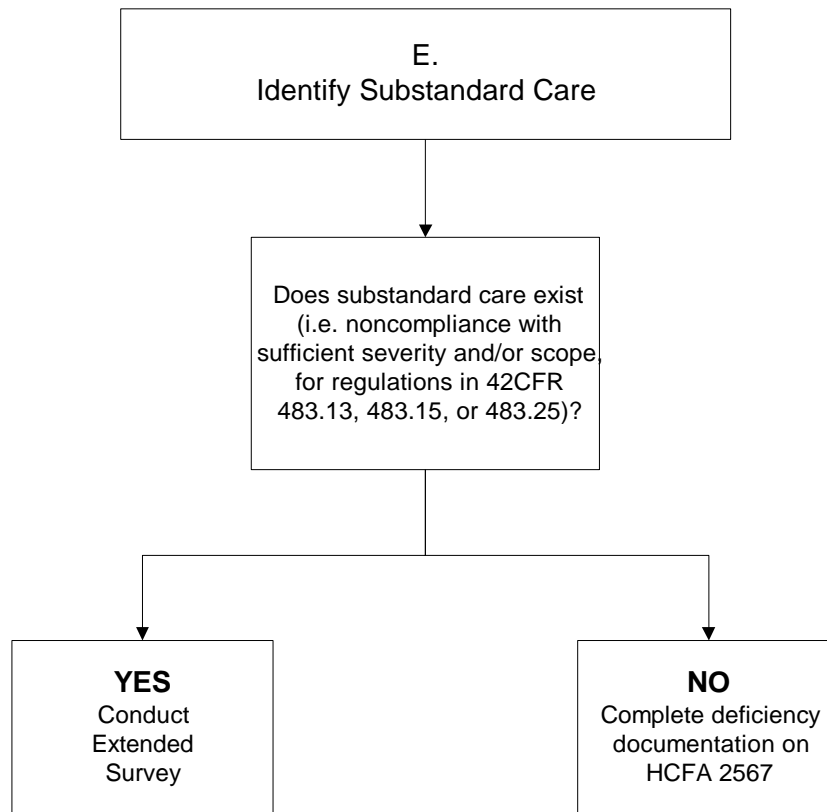 E.
Identify Substandard Care
Does substandard care exist
(i.e. noncompliance with
sufficient severity and/or scope,
for regulations in 42CFR
483.13, 483.15, or 483.25)?
YES
Conduct
Extended
Survey
NO
Complete deficiency
documentation on
HCFA 2567